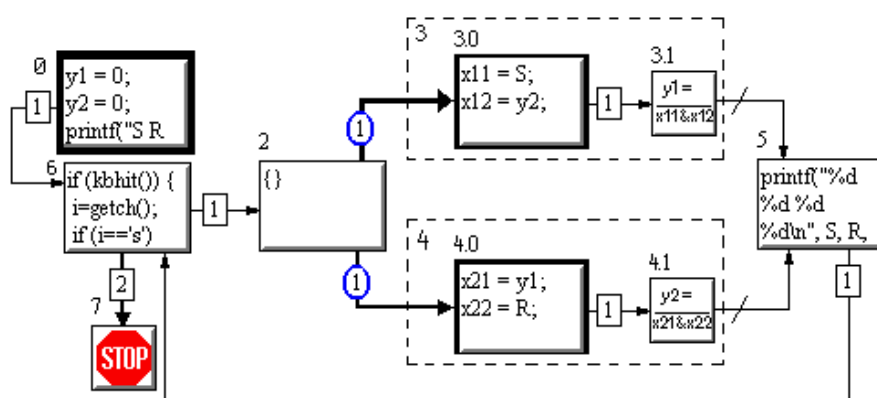 0
y1 = 0;
y2 = 0;
printf("S R
1
6
if (kbhit()) {
i=getch();
if (i=='s')
1
2
7
STOP
2
{}
1
1
3
3.0
x11 = S;
x12 = y2;
1
3.1
y1=
x11&x12
4
4.0
x21 = y1;
x22 = R;
1
4.1
y2=
x21&x22
5
printf("%d
%d %d
%d\n", S, R,
1